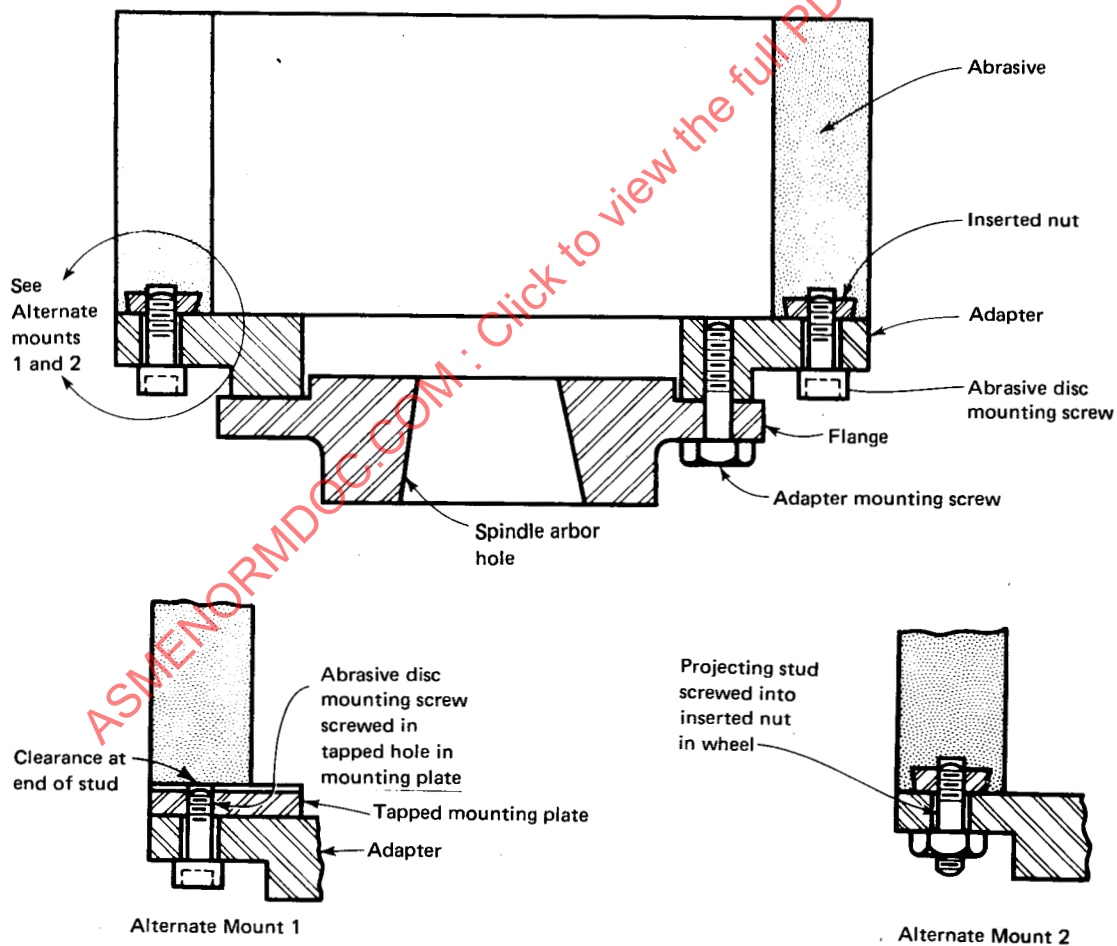 Abrasive
Inserted nut
Adapter
Abrasive disc
mounting screw
Flange
Adapter mounting screw
Spindle arbor
hole
See
Alternate
mounts
1 and 2
ASMENORMDOC.COM : Click to view the full PD
Abrasive disc
mounting screw
screwed in
tapped hole in
mounting plate
Clearance at
end of stud
Tapped mounting plate
Adapter
Alternate Mount 1
Projecting stud
screwed into
inserted nut
in wheel
Alternate Mount 2